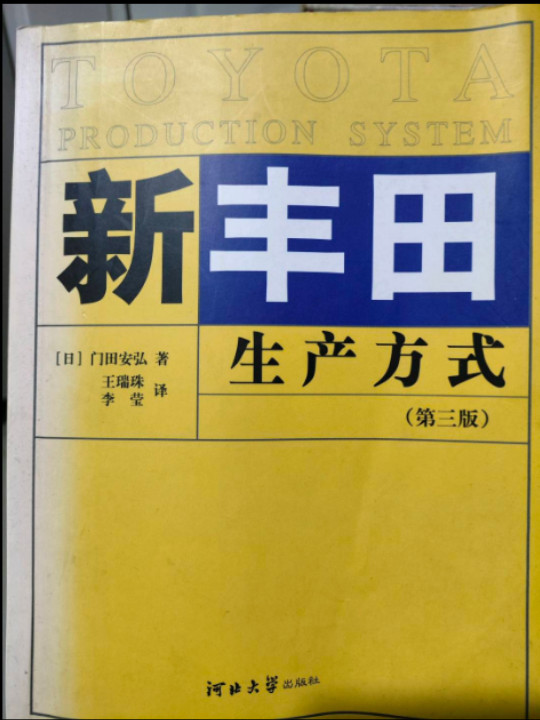 TOYOTA
PRODUCTION SYSTEM
新丰田
生产方式
（第三版）
［日］门田安弘 著
王瑞珠
李 莹 译
河北大学出版社